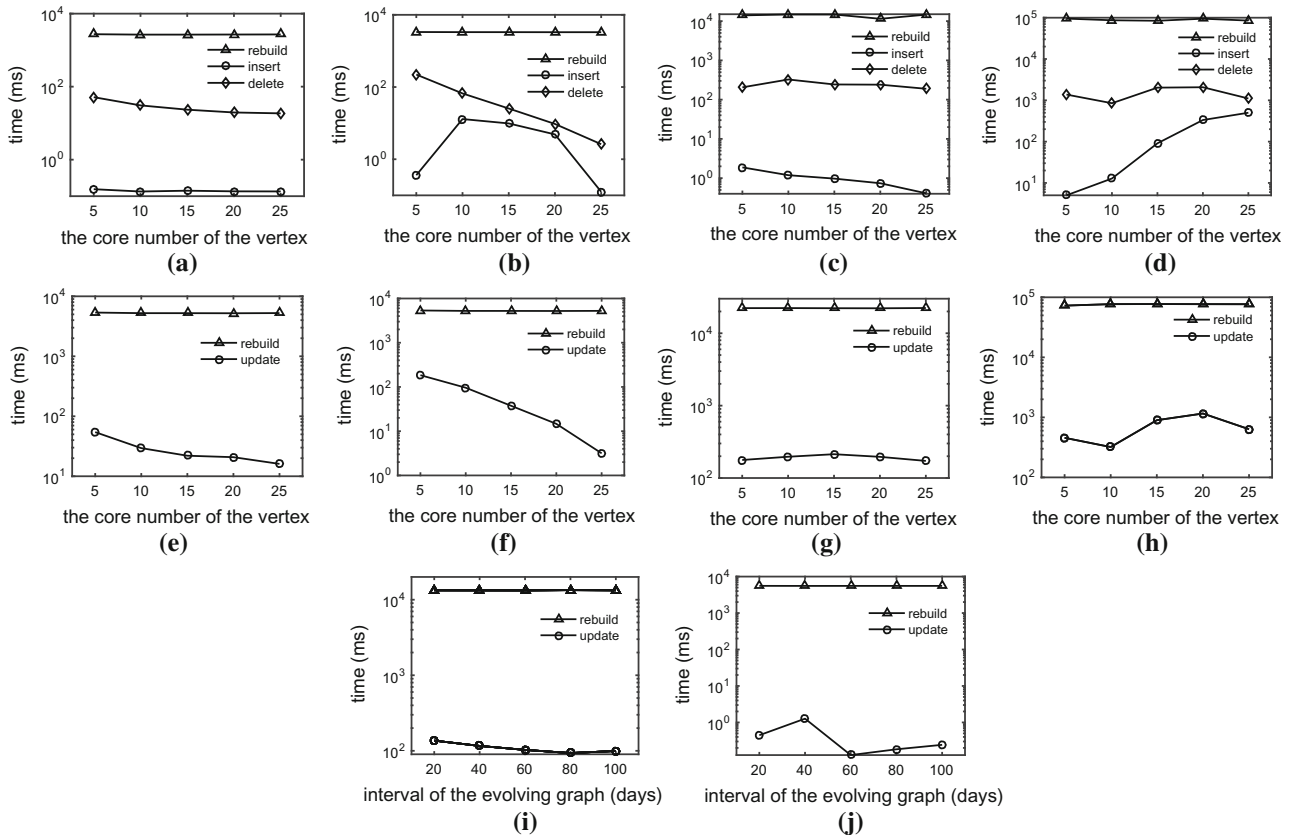 time (ms)
10^4
10^2
10^0
rebuild
insert
delete
5 10 15 20 25
the core number of the vertex
(a)
time (ms)
10^4
10^2
10^0
rebuild
insert
delete
5 10 15 20 25
the core number of the vertex
(b)
time (ms)
10^4
10^3
10^2
10^1
10^0
rebuild
insert
delete
5 10 15 20 25
the core number of the vertex
(c)
time (ms)
10^5
10^4
10^3
10^2
10^1
rebuild
insert
delete
5 10 15 20 25
the core number of the vertex
(d)
time (ms)
10^4
10^3
10^2
10^1
rebuild
update
5 10 15 20 25
the core number of the vertex
(e)
time (ms)
10^4
10^3
10^2
10^1
10^0
rebuild
update
5 10 15 20 25
the core number of the vertex
(f)
time (ms)
10^4
10^3
10^2
rebuild
update
5 10 15 20 25
the core number of the vertex
(g)
time (ms)
10^5
10^4
10^3
10^2
rebuild
update
5 10 15 20 25
the core number of the vertex
(h)
time (ms)
10^4
10^3
10^2
rebuild
update
20 40 60 80 100
interval of the evolving graph (days)
(i)
time (ms)
10^4
10^3
10^2
10^1
10^0
rebuild
update
20 40 60 80 100
interval of the evolving graph (days)
(j)